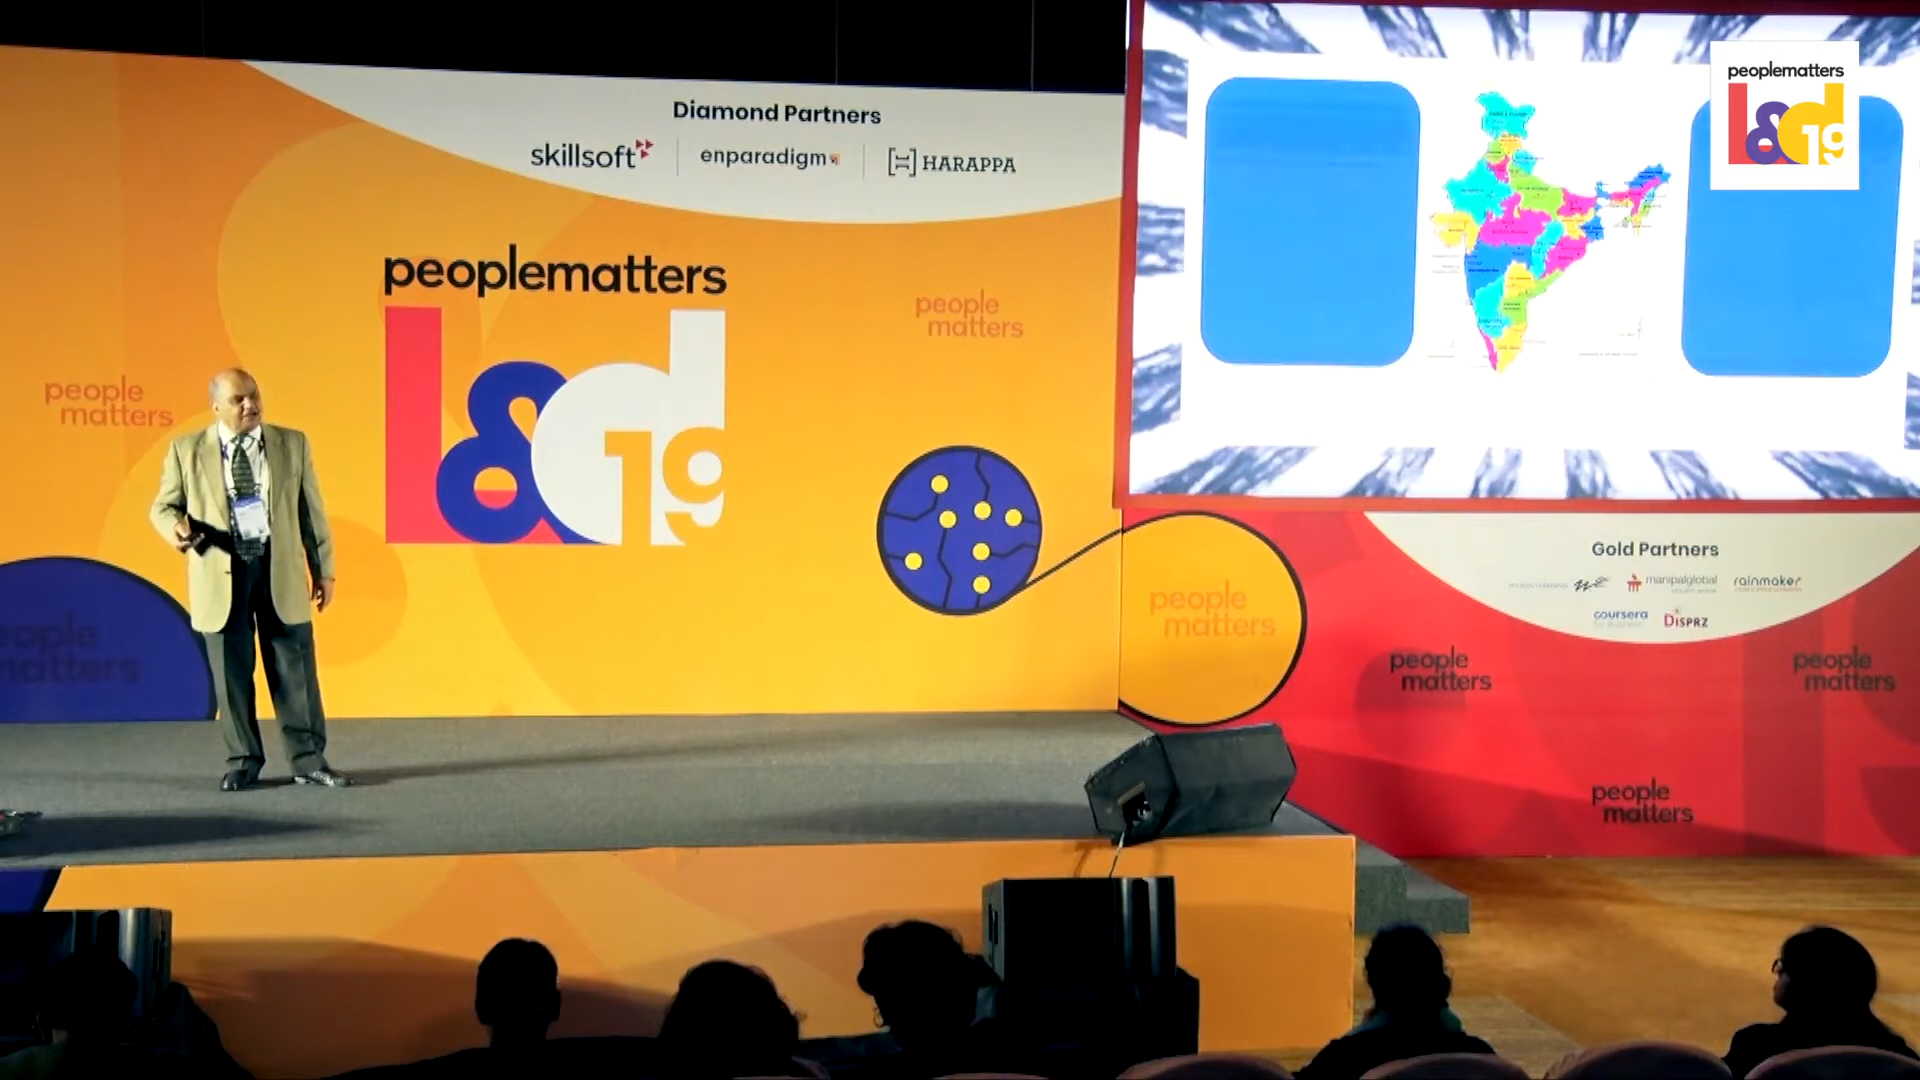 Diamond Partners
skillsoft
enparadigm
HARAPPA
peoplematters
l&d
19
people
matters
people
matters
people
matters
peoplematters
l&d
19
Gold Partners
manipalglobal
rainmaker
coursera
DISPRZ
people
matters
people
matters
people
matters
people
matters